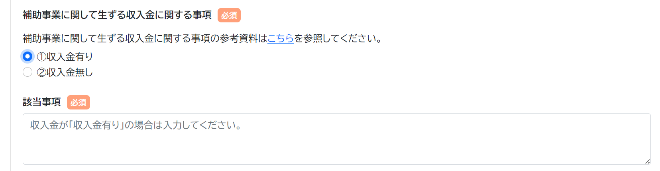 補助事業に関して生ずる収入金に関する事項 必須
補助事業に関して生ずる収入金に関する事項の参考資料はこちらを参照してください。
①収入金有り
②収入金無し
該当事項 必須
収入金が「収入金有り」の場合は入力してください。